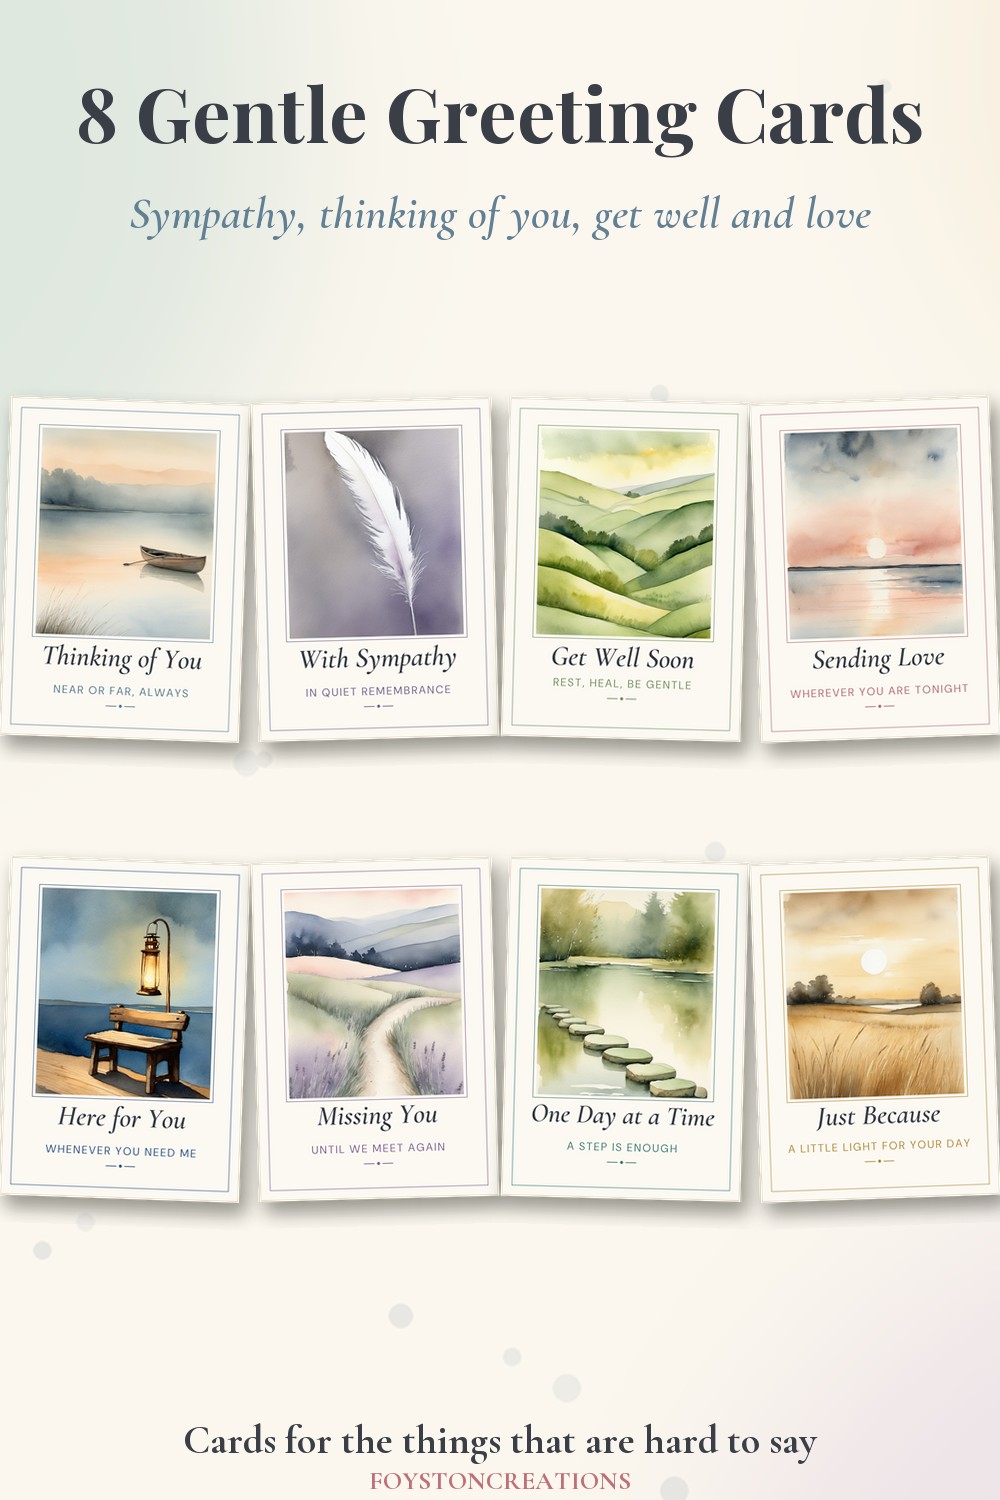 8 Gentle Greeting Cards
Sympathy, thinking of you, get well and love
Thinking of You
NEAR OR FAR, ALWAYS
With Sympathy
IN QUIET REMEMBRANCE
Get Well Soon
REST, HEAL, BE GENTLE
Sending Love
WHEREVER YOU ARE TONIGHT
Here for You
WHENEVER YOU NEED ME
Missing You
UNTIL WE MEET AGAIN
One Day at a Time
A STEP IS ENOUGH
Just Because
A LITTLE LIGHT FOR YOUR DAY
Cards for the things that are hard to say
FOYSTONCREATIONS